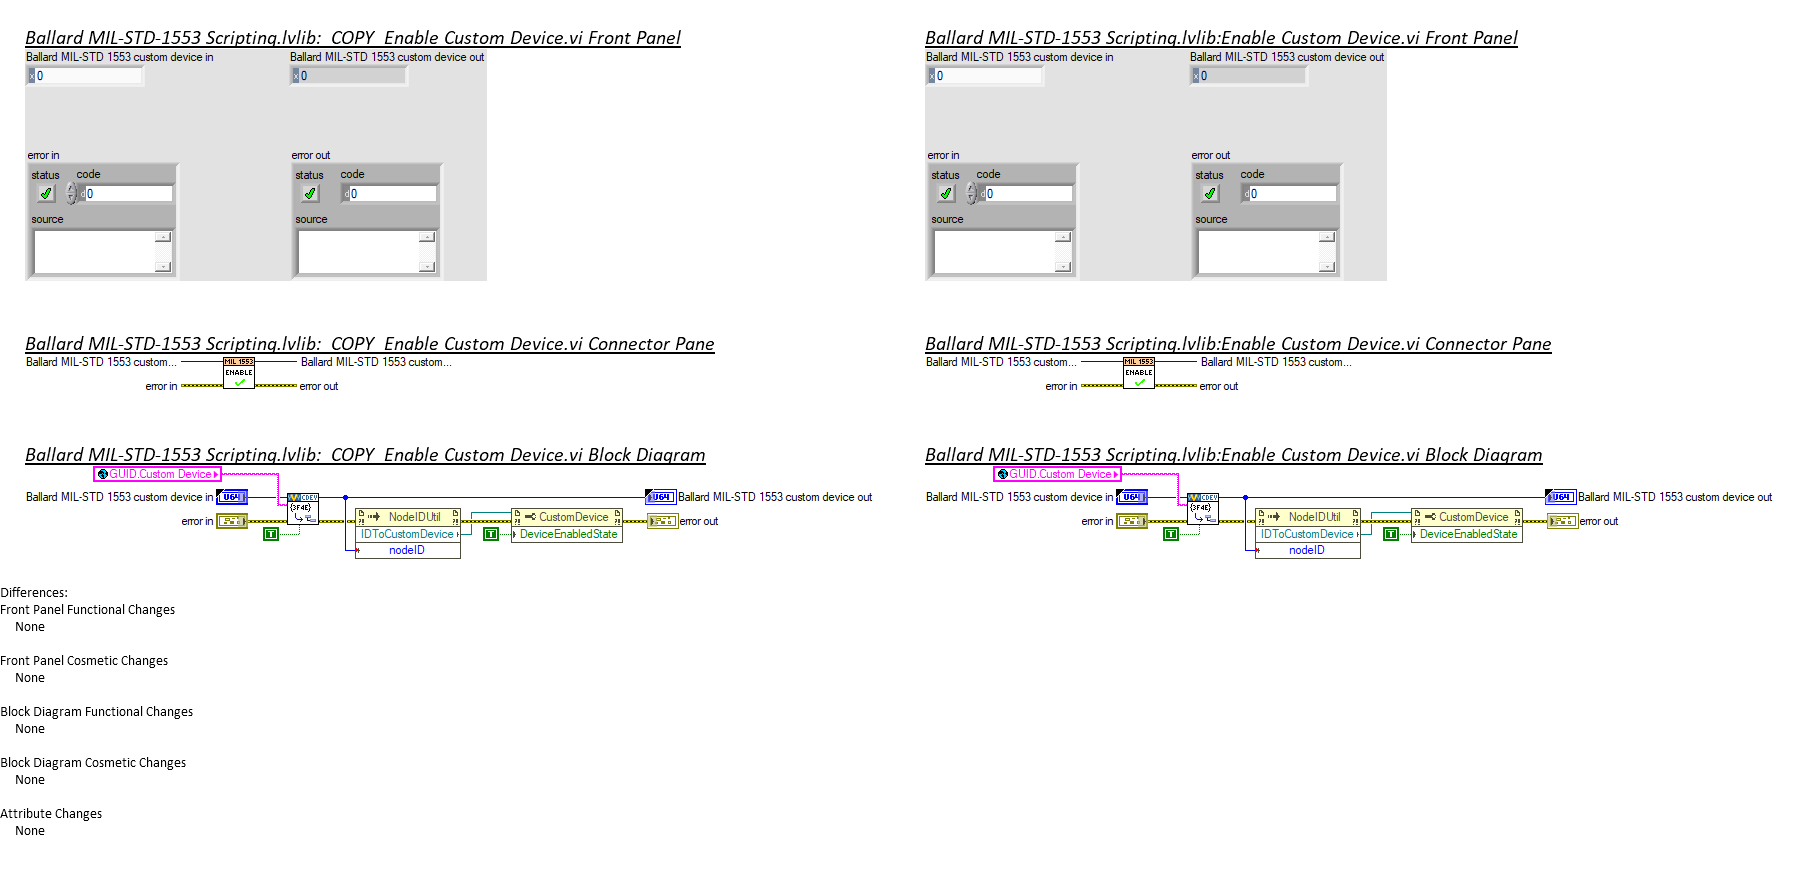 Ballard MIL-STD-1553 Scripting.lvlib:  COPY  Enable Custom Device.vi Front Panel
Ballard MIL-STD 1553 custom device in
Ballard MIL-STD 1553 custom device out
x 0
x 0
error in
error out
status
code
status
code
d 0
d 0
source
source
Ballard MIL-STD-1553 Scripting.lvlib:Enable Custom Device.vi Front Panel
Ballard MIL-STD 1553 custom device in
Ballard MIL-STD 1553 custom device out
x 0
x 0
error in
error out
status
code
status
code
d 0
d 0
source
source
Ballard MIL-STD-1553 Scripting.lvlib:  COPY  Enable Custom Device.vi Connector Pane
Ballard MIL-STD 1553 custom...
MIL 1553
Ballard MIL-STD 1553 custom...
ENABLE
error in
error out
Ballard MIL-STD-1553 Scripting.lvlib:Enable Custom Device.vi Connector Pane
Ballard MIL-STD 1553 custom...
MIL 1553
Ballard MIL-STD 1553 custom...
ENABLE
error in
error out
Ballard MIL-STD-1553 Scripting.lvlib:  COPY  Enable Custom Device.vi Block Diagram
GUID.Custom Device
Ballard MIL-STD 1553 custom device in
U64
CDEV
U64
Ballard MIL-STD 1553 custom device out
{3F4E}
error in
NodeIDUtil
CustomDevice
error out
T
IDToCustomDevice
T
DeviceEnabledState
nodeID
Ballard MIL-STD-1553 Scripting.lvlib:Enable Custom Device.vi Block Diagram
GUID.Custom Device
Ballard MIL-STD 1553 custom device in
U64
CDEV
U64
Ballard MIL-STD 1553 custom device out
{3F4E}
error in
NodeIDUtil
CustomDevice
error out
T
IDToCustomDevice
T
DeviceEnabledState
nodeID
Differences:
Front Panel Functional Changes
None
Front Panel Cosmetic Changes
None
Block Diagram Functional Changes
None
Block Diagram Cosmetic Changes
None
Attribute Changes
None